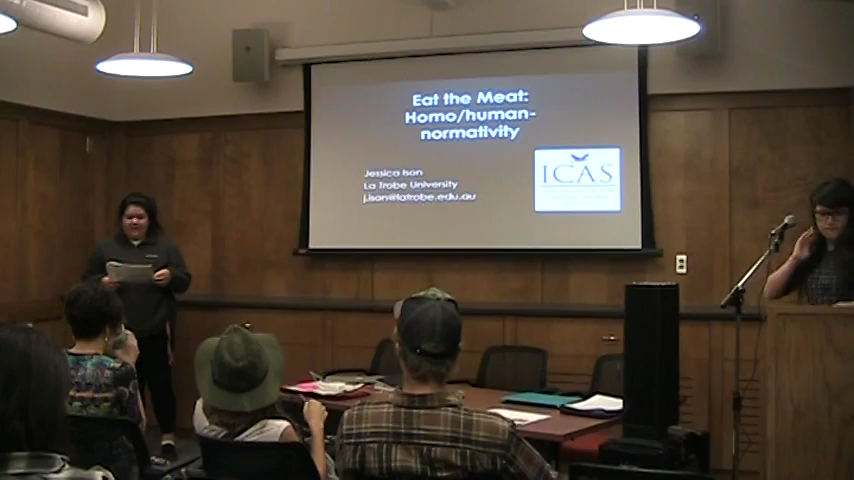 Eat the Meat:
Homo/human-
normativity
Jessica Ison
La Trobe University
j.ison@latrobe.edu.au
ICAS